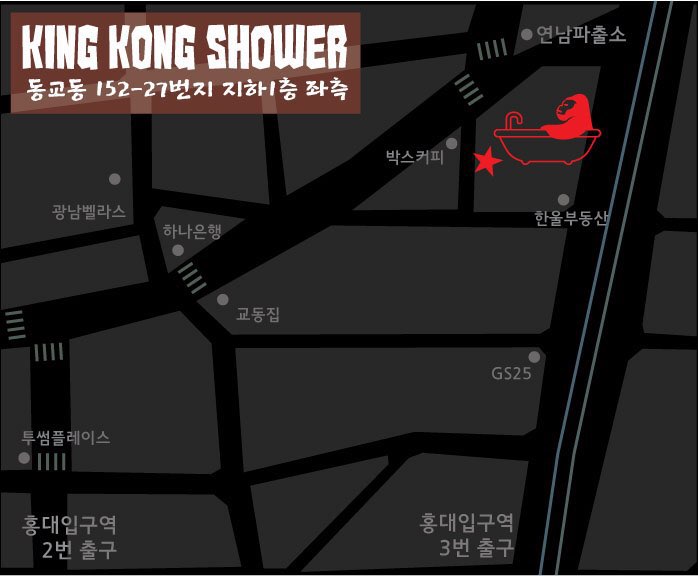 KING KONG SHOWER
동교동 152-27번지 지하1층 좌측
연남파출소
박스커피
광남벨라스
한울부동산
하나은행
교동집
GS25
투썸플레이스
홍대입구역
2번 출구
홍대입구역
3번 출구